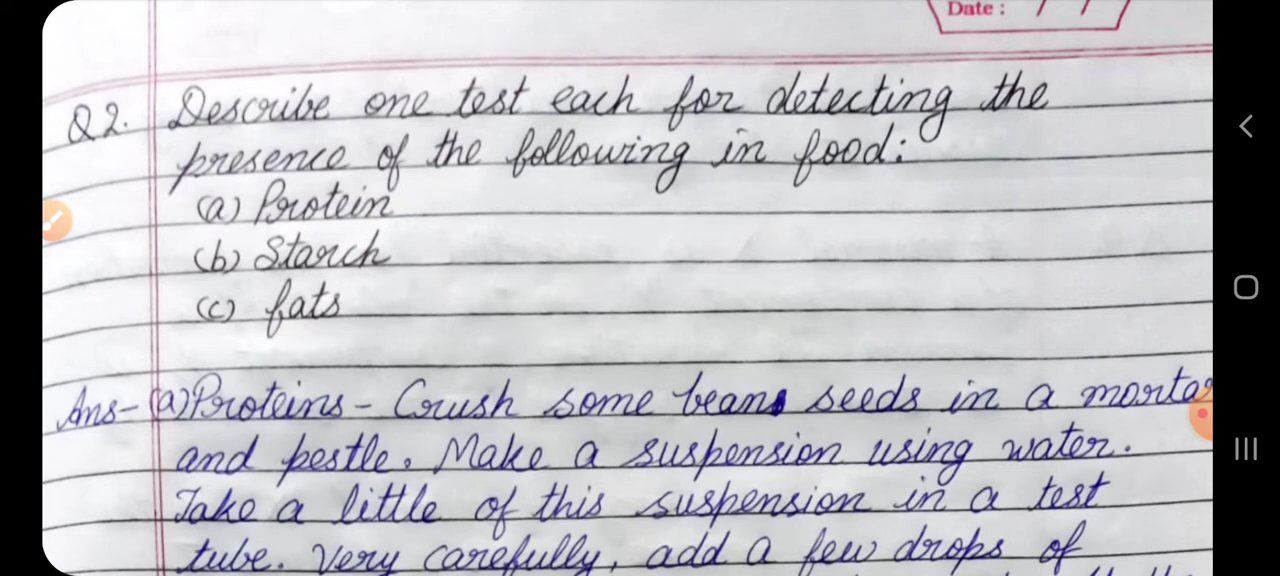 Date : / /
Q2. Describe one test each for detecting the
presence of the following in food:
(a) Protein
(b) Starch
(c) fats
Ans- (a) Proteins - Crush some beans seeds in a morta
and pestle. Make a suspension using water.
Take a little of this suspension in a test
tube. Very carefully, add a few drops of